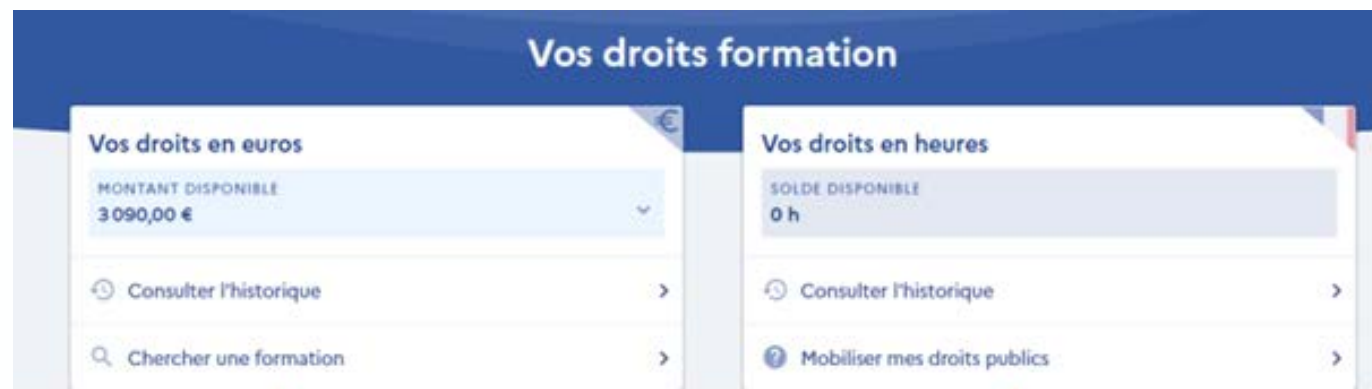 Vos droits formation
€
Vos droits en euros
MONTANT DISPONIBLE
3 090,00 €
Consulter l'historique
Chercher une formation
Vos droits en heures
SOLDE DISPONIBLE
0 h
Consulter l'historique
Mobiliser mes droits publics